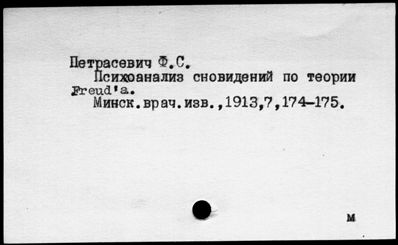 Петрасевич Ф.С.
Психоанализ сновидений по теории
Freud'a.
Минск.врач.изв.,1913,7,174-175.
м